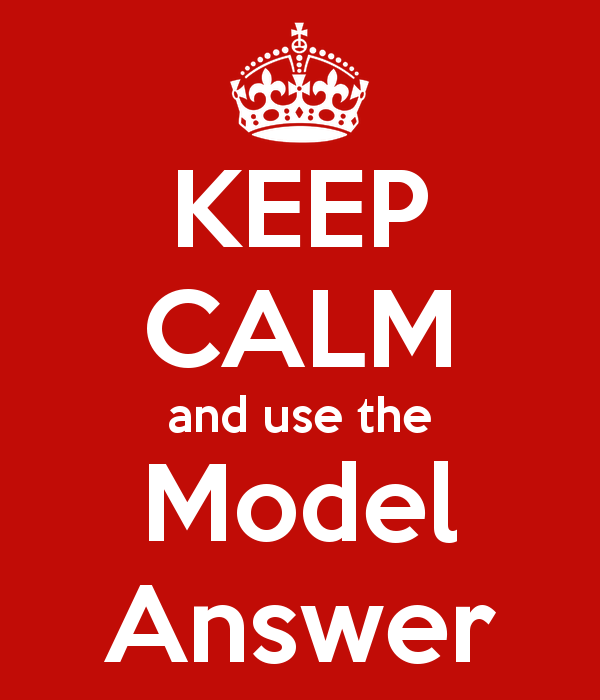 KEEP
CALM
and use the
Model
Answer